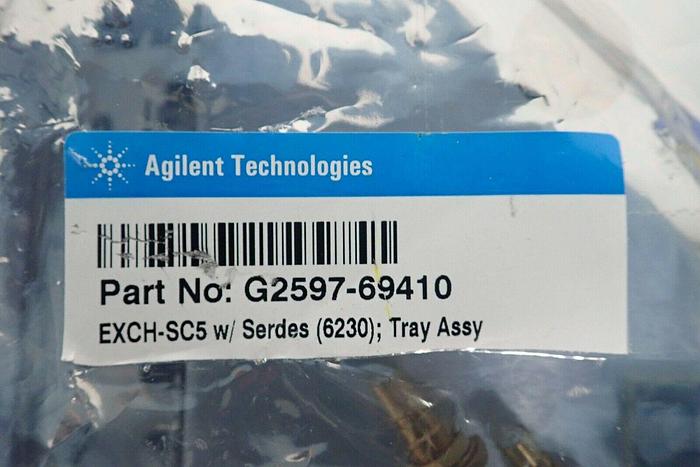 Agilent Technologies
Part No: G2597-69410
EXCH-SC5 w/ Serdes (6230); Tray Assy